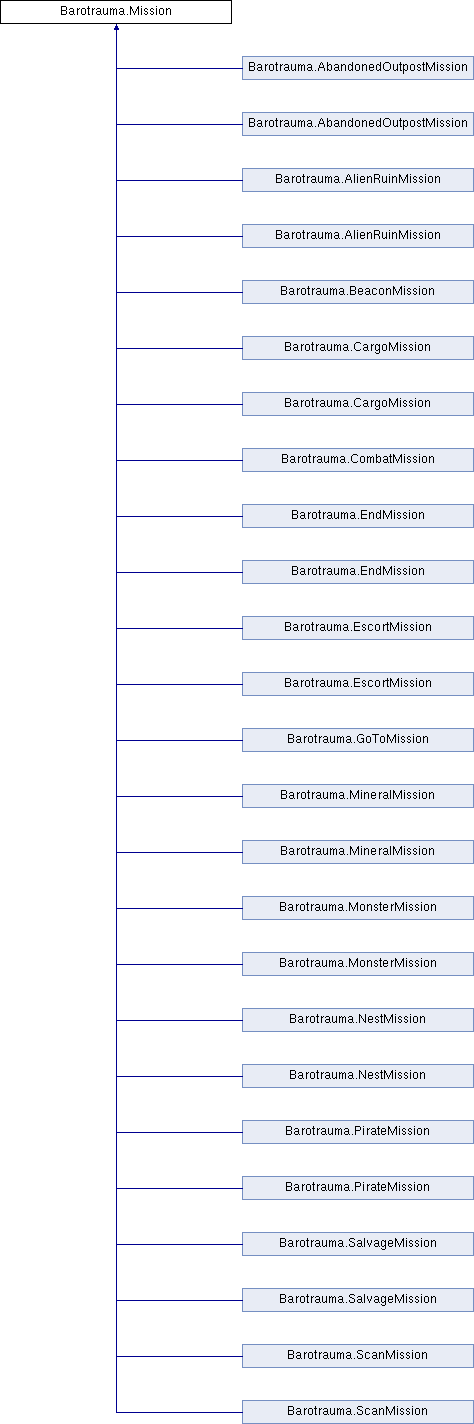 Barotrauma.Mission
Barotrauma.AbandonedOutpostMission
Barotrauma.AbandonedOutpostMission
Barotrauma.AlienRuinMission
Barotrauma.AlienRuinMission
Barotrauma.BeaconMission
Barotrauma.CargoMission
Barotrauma.CargoMission
Barotrauma.CombatMission
Barotrauma.EndMission
Barotrauma.EndMission
Barotrauma.EscortMission
Barotrauma.EscortMission
Barotrauma.GoToMission
Barotrauma.MineralMission
Barotrauma.MineralMission
Barotrauma.MonsterMission
Barotrauma.MonsterMission
Barotrauma.NestMission
Barotrauma.NestMission
Barotrauma.PirateMission
Barotrauma.PirateMission
Barotrauma.SalvageMission
Barotrauma.SalvageMission
Barotrauma.ScanMission
Barotrauma.ScanMission